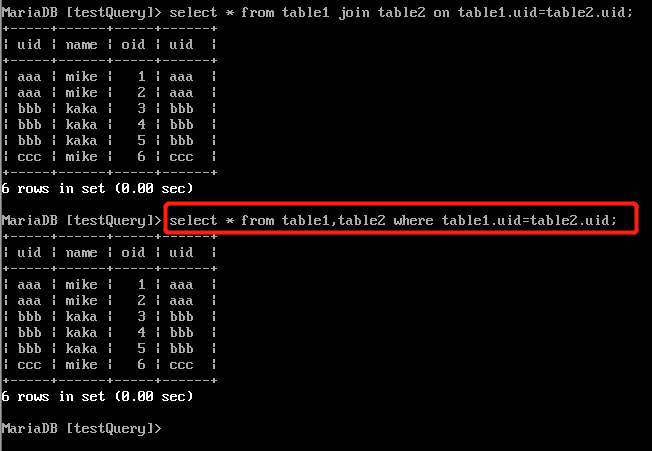 MariaDB [testQuery]> select * from table1 join table2 on table1.uid=table2.uid;
+-----+------+-----+------+
| uid | name | oid | uid  |
+-----+------+-----+------+
| aaa | mike |   1 | aaa  |
| aaa | mike |   2 | aaa  |
| bbb | kaka |   3 | bbb  |
| bbb | kaka |   4 | bbb  |
| bbb | kaka |   5 | bbb  |
| ccc | mike |   6 | ccc  |
+-----+------+-----+------+
6 rows in set (0.00 sec)
MariaDB [testQuery]> select * from table1,table2 where table1.uid=table2.uid;
+-----+------+-----+------+
| uid | name | oid | uid  |
+-----+------+-----+------+
| aaa | mike |   1 | aaa  |
| aaa | mike |   2 | aaa  |
| bbb | kaka |   3 | bbb  |
| bbb | kaka |   4 | bbb  |
| bbb | kaka |   5 | bbb  |
| ccc | mike |   6 | ccc  |
+-----+------+-----+------+
6 rows in set (0.00 sec)
MariaDB [testQuery]>